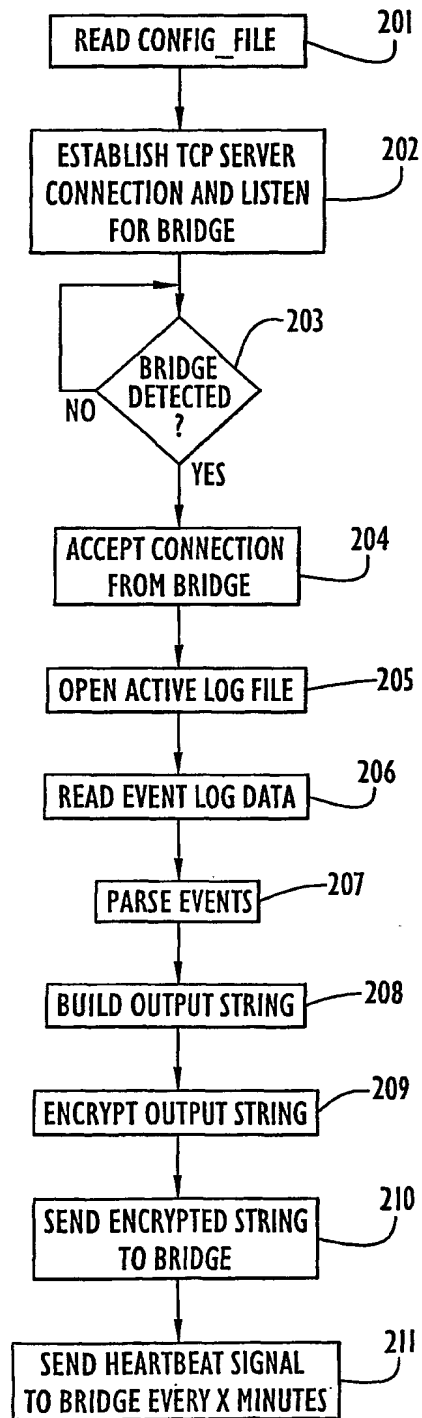 READ CONFIG_FILE
201
ESTABLISH TCP SERVER
CONNECTION AND LISTEN
FOR BRIDGE
202
BRIDGE
DETECTED
?
203
NO
YES
ACCEPT CONNECTION
FROM BRIDGE
204
OPEN ACTIVE LOG FILE
205
READ EVENT LOG DATA
206
PARSE EVENTS
207
BUILD OUTPUT STRING
208
ENCRYPT OUTPUT STRING
209
SEND ENCRYPTED STRING
TO BRIDGE
210
SEND HEARTBEAT SIGNAL
TO BRIDGE EVERY X MINUTES
211